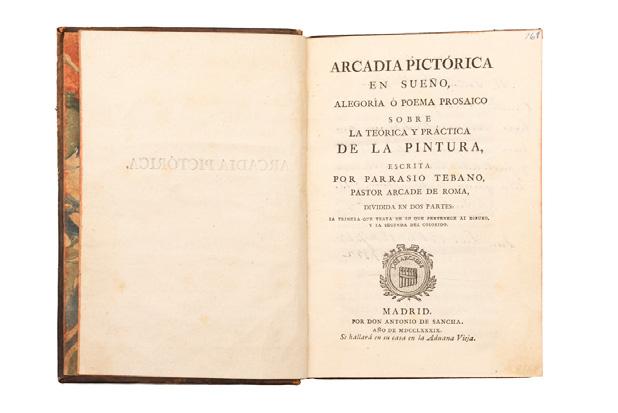 ARCADIA PICTÓRICA
EN SUEÑO,
ALEGORÍA Ó POEMA PROSAICO
SOBRE
LA TEÓRICA Y PRÁCTICA
DE LA PINTURA,
ESCRITA
POR PARRASIO TEBANO,
PASTOR ARCADE DE ROMA,
DIVIDIDA EN DOS PARTES:
LA PRIMERA QUE TRATA DE LO QUE PERTENECE AL DIBUXO,
Y LA SEGUNDA DEL COLORIDO.
MADRID.
POR DON ANTONIO DE SANCHA.
AÑO DE MDCCLXXXIX.
Se hallará en su casa en la Aduana Vieja.